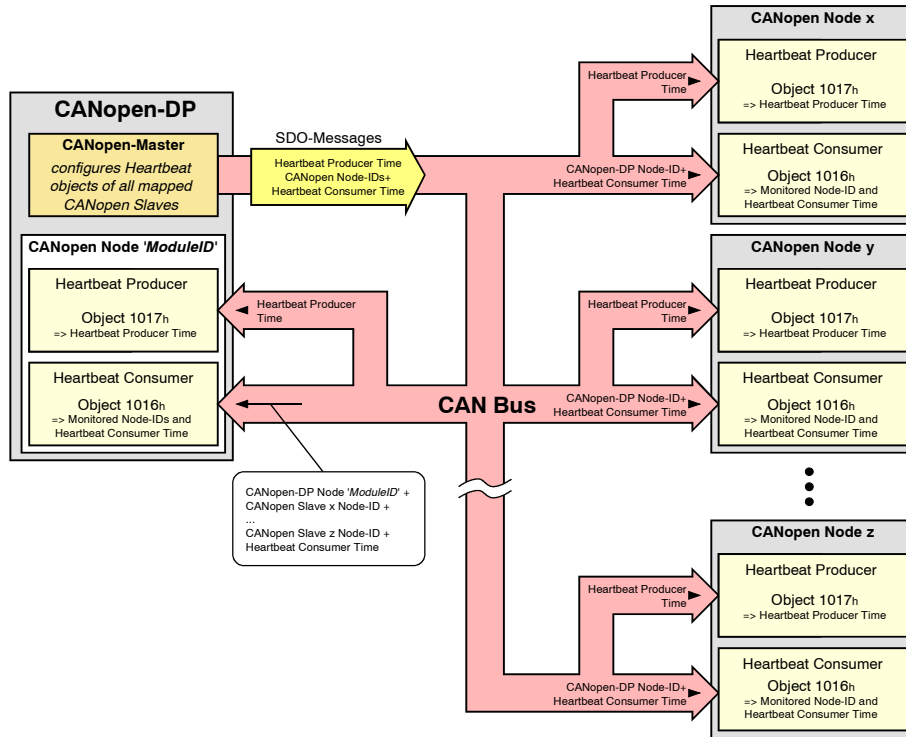 CANopen-DP
CANopen-Master
configures Heartbeat
objects of all mapped
CANopen Slaves
SDO-Messages
Heartbeat Producer Time
CANopen Node-IDs+
Heartbeat Consumer Time
CANopen Node 'ModuleID'
Heartbeat Producer
Object 1017h
=> Heartbeat Producer Time
Heartbeat Consumer
Object 1016h
=> Monitored Node-IDs and
Heartbeat Consumer Time
Heartbeat Producer
Time
CAN Bus
CANopen-DP Node 'ModuleID' +
CANopen Slave x Node-ID +
...
CANopen Slave z Node-ID +
Heartbeat Consumer Time
CANopen Node x
Heartbeat Producer
Time
Heartbeat Producer
Object 1017h
=> Heartbeat Producer Time
CANopen-DP Node-ID+
Heartbeat Consumer Time
Heartbeat Consumer
Object 1016h
=> Monitored Node-ID and
Heartbeat Consumer Time
CANopen Node y
Heartbeat Producer
Time
Heartbeat Producer
Object 1017h
=> Heartbeat Producer Time
CANopen-DP Node-ID+
Heartbeat Consumer Time
Heartbeat Consumer
Object 1016h
=> Monitored Node-ID and
Heartbeat Consumer Time
CANopen Node z
Heartbeat Producer
Time
Heartbeat Producer
Object 1017h
=> Heartbeat Producer Time
CANopen-DP Node-ID+
Heartbeat Consumer Time
Heartbeat Consumer
Object 1016h
=> Monitored Node-ID and
Heartbeat Consumer Time